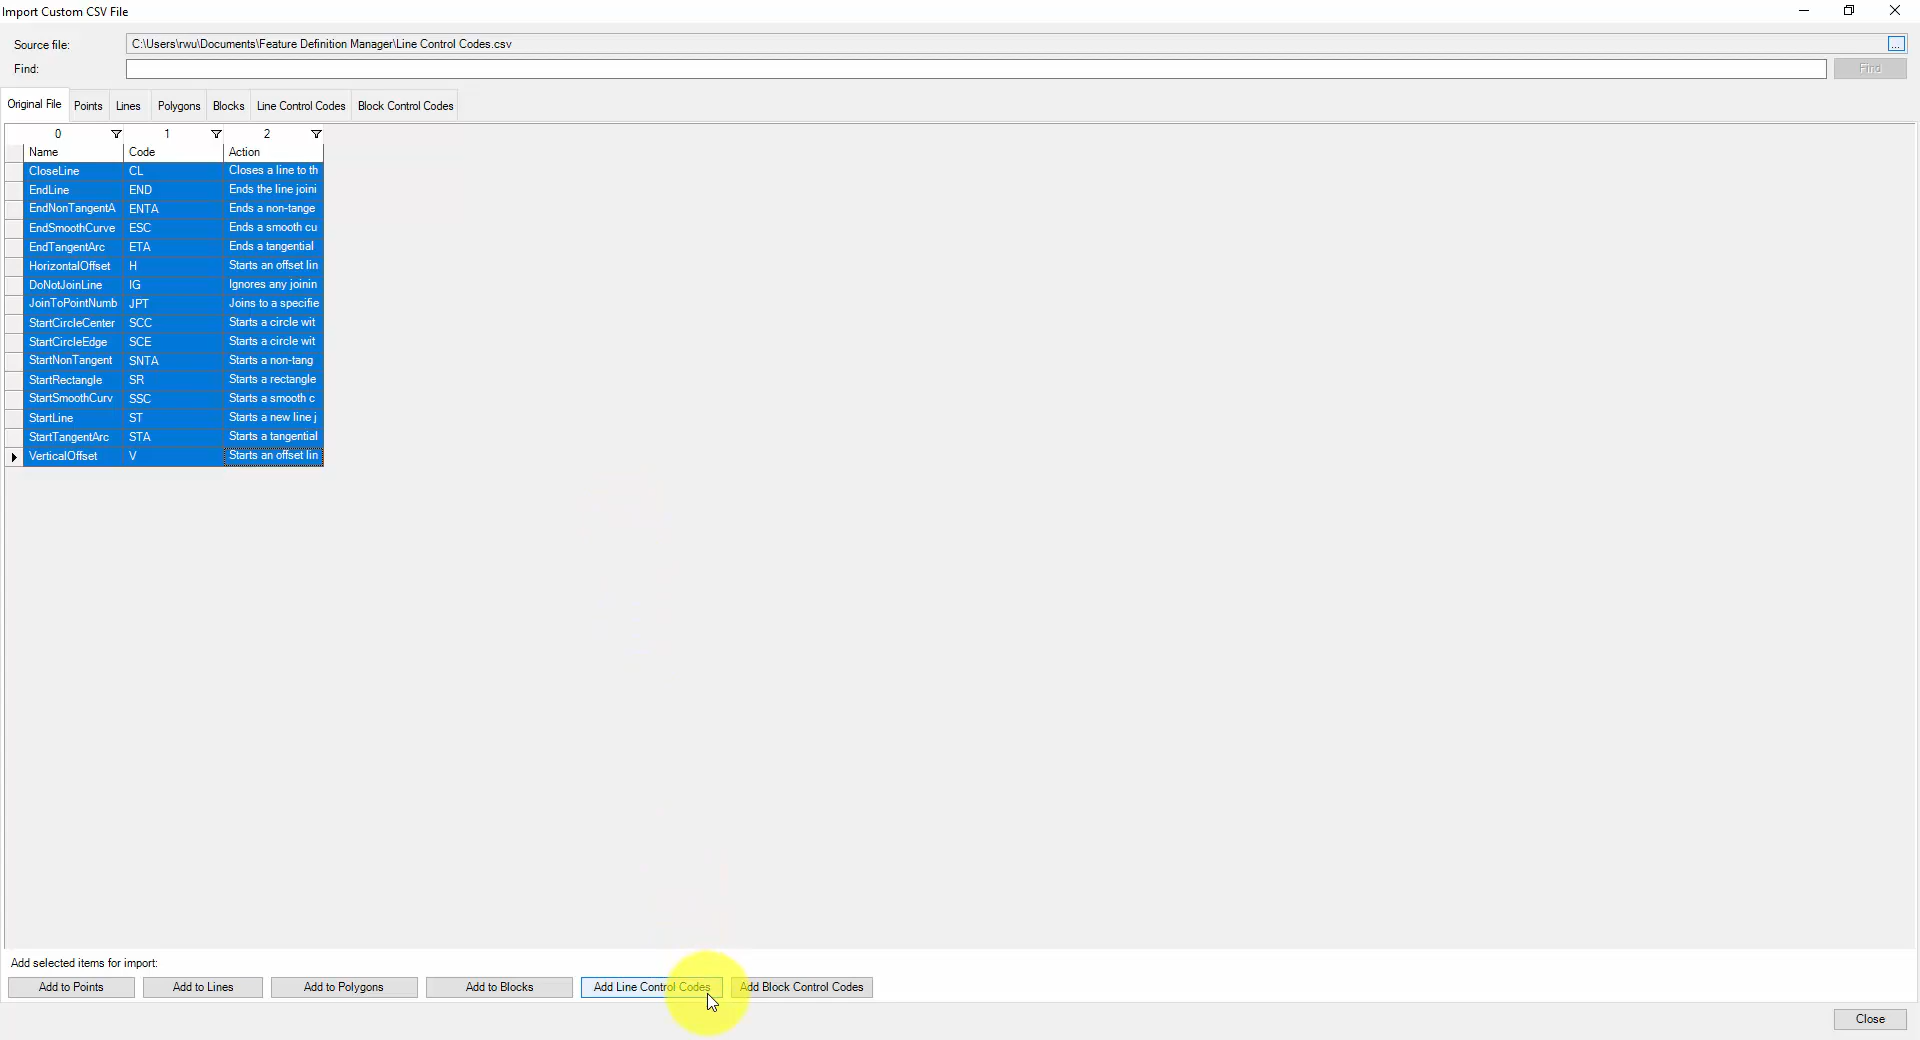 Import Custom CSV File
Source file: C:\Users\rwu\Documents\Feature Definition Manager\Line Control Codes.csv ...
Find: Find
Original File Points Lines Polygons Blocks Line Control Codes Block Control Codes
0 1 2
Name Code Action
CloseLine CL Closes a line to th
EndLine END Ends the line joini
EndNonTangentA ENTA Ends a non-tange
EndSmoothCurve ESC Ends a smooth cu
EndTangentArc ETA Ends a tangential
HorizontalOffset H Starts an offset lin
DoNotJoinLine IG Ignores any joinin
JoinToPointNumb JPT Joins to a specifie
StartCircleCenter SCC Starts a circle wit
StartCircleEdge SCE Starts a circle wit
StartNonTangent SNTA Starts a non-tang
StartRectangle SR Starts a rectangle
StartSmoothCurv SSC Starts a smooth c
StartLine ST Starts a new line j
StartTangentArc STA Starts a tangential
VerticalOffset V Starts an offset lin
Add selected items for import:
Add to Points Add to Lines Add to Polygons Add to Blocks Add Line Control Codes Add Block Control Codes
Close